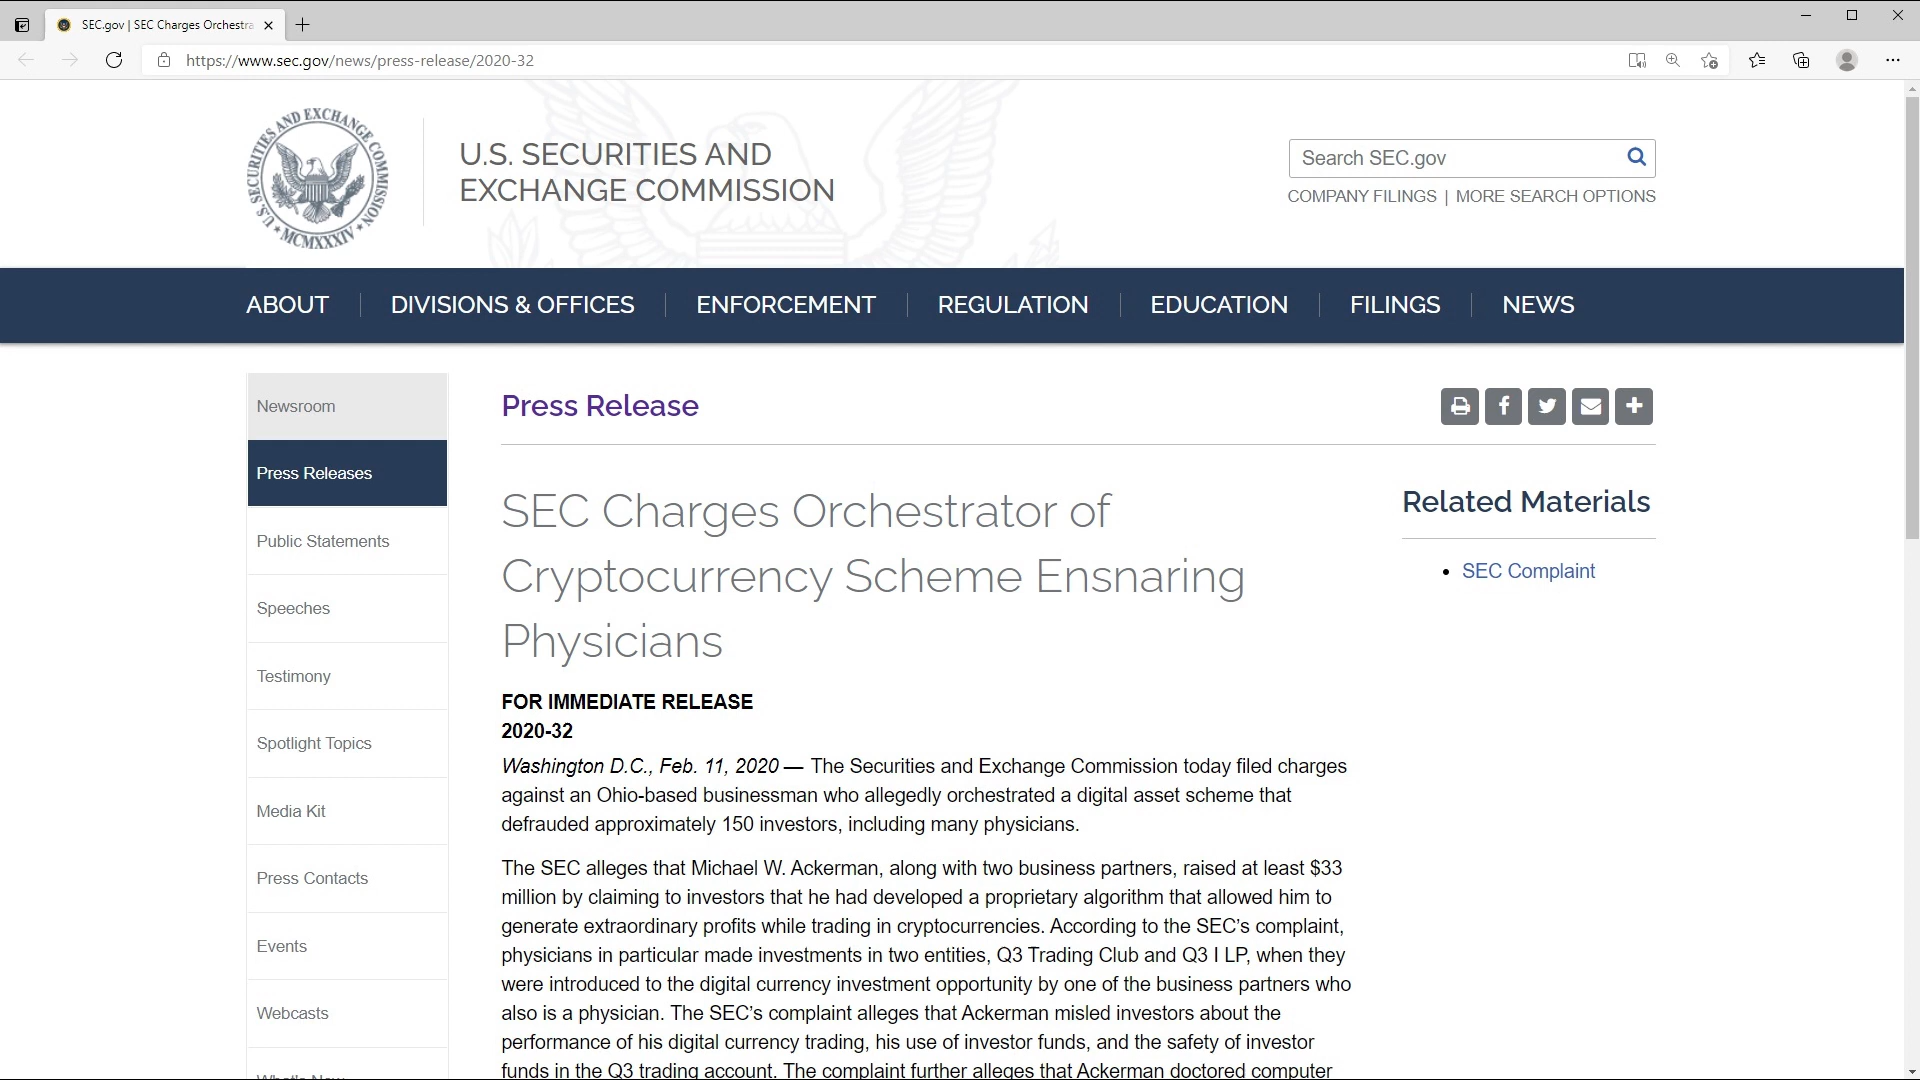 SEC.gov | SEC Charges Orchestra
https://www.sec.gov/news/press-release/2020-32
U.S. SECURITIES AND EXCHANGE COMMISSION
MCMXXXIV
U.S. SECURITIES AND
EXCHANGE COMMISSION
Search SEC.gov
COMPANY FILINGS | MORE SEARCH OPTIONS
ABOUT
DIVISIONS & OFFICES
ENFORCEMENT
REGULATION
EDUCATION
FILINGS
NEWS
Newsroom
Press Releases
Public Statements
Speeches
Testimony
Spotlight Topics
Media Kit
Press Contacts
Events
Webcasts
What's New
Press Release
SEC Charges Orchestrator of
Cryptocurrency Scheme Ensnaring
Physicians
FOR IMMEDIATE RELEASE
2020-32
Washington D.C., Feb. 11, 2020 — The Securities and Exchange Commission today filed charges
against an Ohio-based businessman who allegedly orchestrated a digital asset scheme that
defrauded approximately 150 investors, including many physicians.
The SEC alleges that Michael W. Ackerman, along with two business partners, raised at least $33
million by claiming to investors that he had developed a proprietary algorithm that allowed him to
generate extraordinary profits while trading in cryptocurrencies. According to the SEC’s complaint,
physicians in particular made investments in two entities, Q3 Trading Club and Q3 I LP, when they
were introduced to the digital currency investment opportunity by one of the business partners who
also is a physician. The SEC’s complaint alleges that Ackerman misled investors about the
performance of his digital currency trading, his use of investor funds, and the safety of investor
funds in the Q3 trading account. The complaint further alleges that Ackerman doctored computer
Related Materials
SEC Complaint